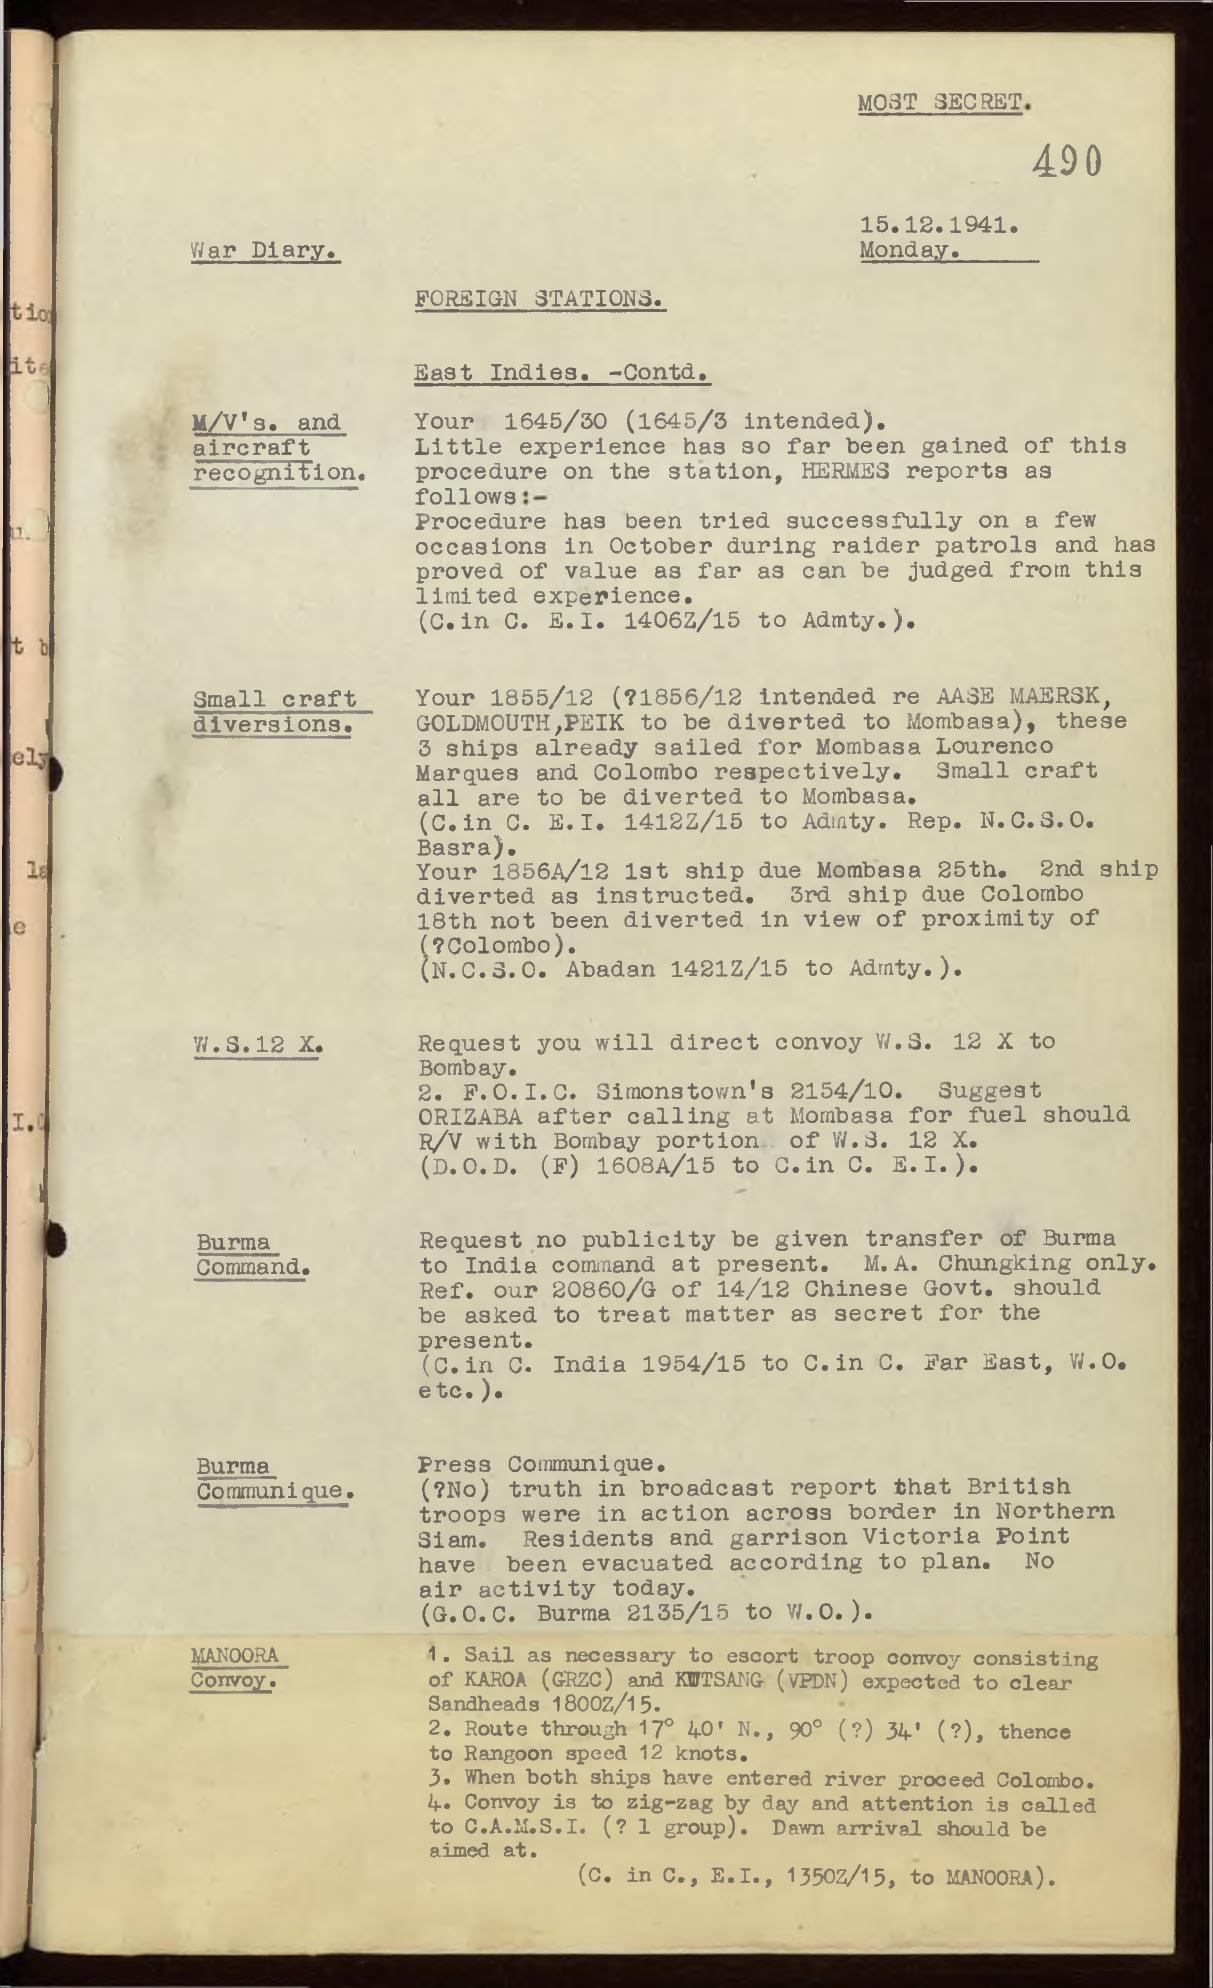 MOST SECRET.
490
15.12.1941.
War Diary.
Monday.
FOREIGN STATIONS.
East Indies. -Contd.
M/V's. and
aircraft
recognition.
Your 1645/30 (1645/3 intended).
Little experience has so far been gained of this
procedure on the station, HERMES reports as
follows:-
Procedure has been tried successfully on a few
occasions in October during raider patrols and has
proved of value as far as can be judged from this
limited experience.
(C.in C. E.I. 1406Z/15 to Admty.).
Small craft
diversions.
Your 1855/12 (?1856/12 intended re AASE MAERSK,
GOLDMOUTH,PEIK to be diverted to Mombasa), these
3 ships already sailed for Mombasa Lourenco
Marques and Colombo respectively. Small craft
all are to be diverted to Mombasa.
(C.in C. E.I. 1412Z/15 to Admty. Rep. N.C.S.O.
Basra).
Your 1856A/12 1st ship due Mombasa 25th. 2nd ship
diverted as instructed. 3rd ship due Colombo
18th not been diverted in view of proximity of
(?Colombo).
(N.C.S.O. Abadan 1421Z/15 to Admty.).
W.S.12 X.
Request you will direct convoy W.S. 12 X to
Bombay.
2. F.O.I.C. Simonstown's 2154/10. Suggest
ORIZABA after calling at Mombasa for fuel should
R/V with Bombay portion of W.S. 12 X.
(D.O.D. (F) 1608A/15 to C.in C. E.I.).
Burma
Command.
Request no publicity be given transfer of Burma
to India command at present. M.A. Chungking only.
Ref. our 20860/G of 14/12 Chinese Govt. should
be asked to treat matter as secret for the
present.
(C.in C. India 1954/15 to C.in C. Far East, W.O.
etc.).
Burma
Communique.
Press Communique.
(?No) truth in broadcast report that British
troops were in action across border in Northern
Siam. Residents and garrison Victoria Point
have been evacuated according to plan. No
air activity today.
(G.O.C. Burma 2135/15 to W.O.).
MANOORA
Convoy.
1. Sail as necessary to escort troop convoy consisting
of KAROA (GRZC) and KUTSANG (VPDN) expected to clear
Sandheads 1800Z/15.
2. Route through 17° 40' N., 90° (?) 34' (?), thence
to Rangoon speed 12 knots.
3. When both ships have entered river proceed Colombo.
4. Convoy is to zig-zag by day and attention is called
to C.A.M.S.I. (? 1 group). Dawn arrival should be
aimed at.
(C. in C., E.I., 1350Z/15, to MANOORA).